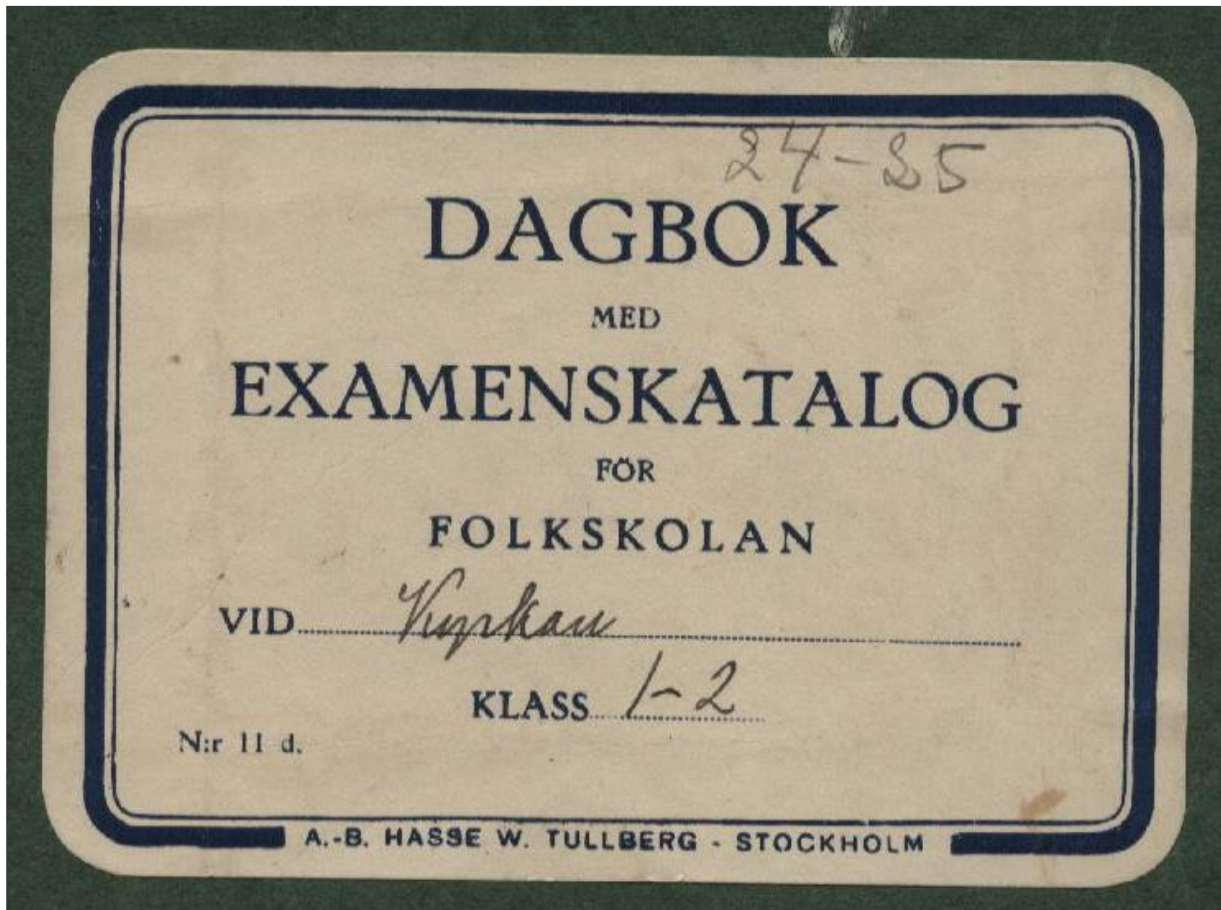 24-25
DAGBOK
MED
EXAMENSKATALOG
FÖR
FOLKSKOLAN
VID
KLASS 1-2
N:r 11 d.
A.-B. HASSE W. TULLBERG - STOCKHOLM